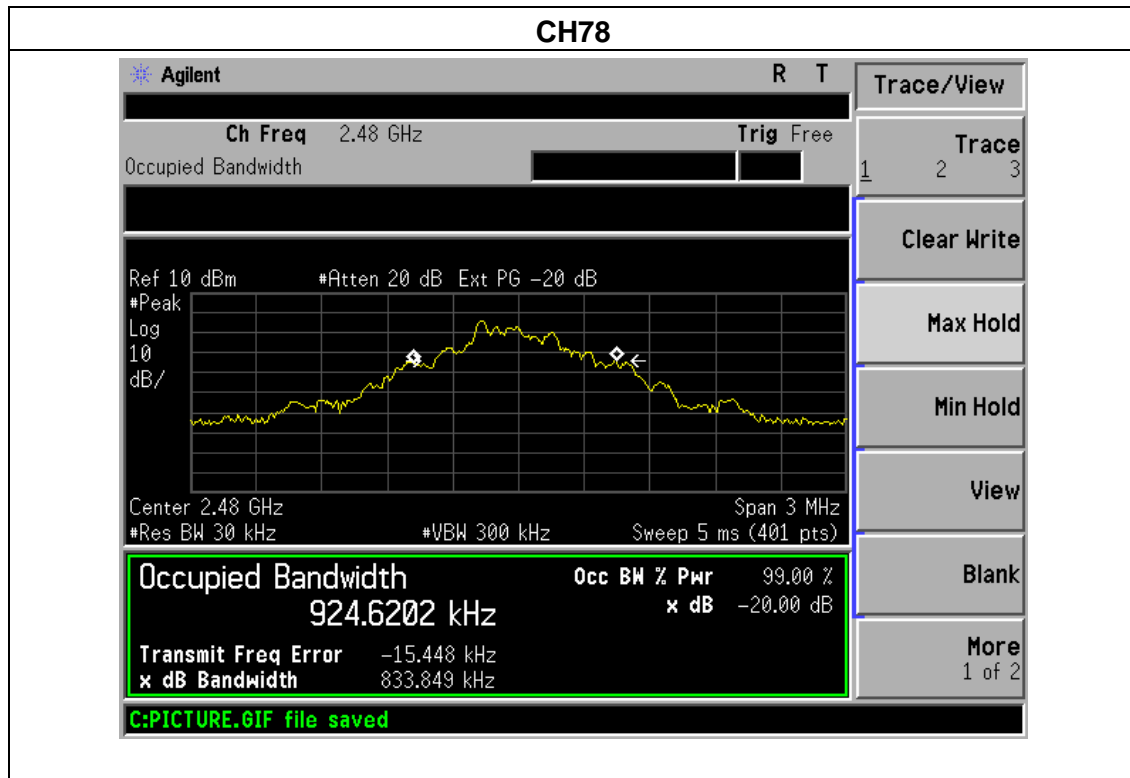 CH78
Agilent R T
Trace/View
Ch Freq 2.48 GHz Trig Free
Occupied Bandwidth
Trace
1 2 3
Clear Write
Ref 10 dBm #Atten 20 dB Ext PG -20 dB
#Peak
Log
10
dB/
Max Hold
Min Hold
View
Center 2.48 GHz Span 3 MHz
#Res BW 30 kHz #VBW 300 kHz Sweep 5 ms (401 pts)
Occupied Bandwidth Occ BW % Pwr 99.00 %
924.6202 kHz x dB -20.00 dB
Blank
Transmit Freq Error -15.448 kHz
x dB Bandwidth 833.849 kHz
More
1 of 2
C:PICTURE.GIF file saved